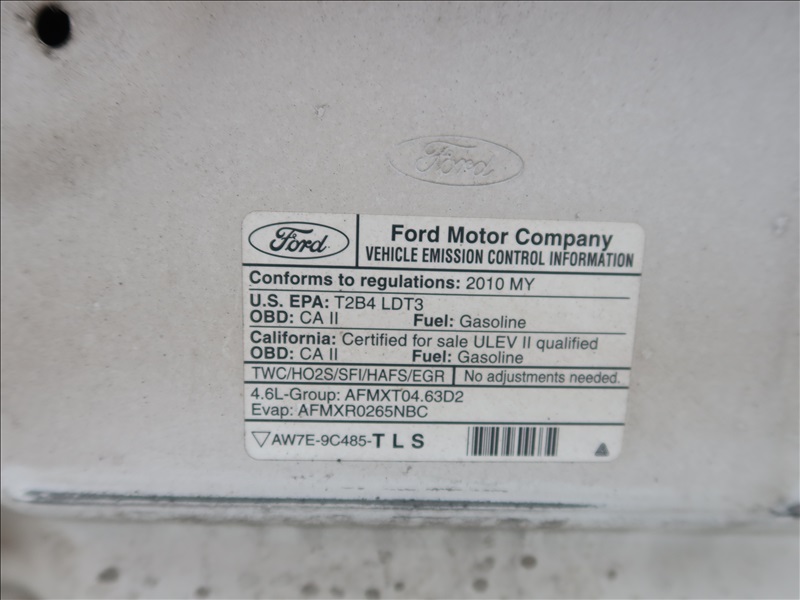 Ford
Ford
Ford Motor Company
VEHICLE EMISSION CONTROL INFORMATION
Conforms to regulations: 2010 MY
U.S. EPA: T2B4 LDT3
OBD: CA II Fuel: Gasoline
California: Certified for sale ULEV II qualified
OBD: CA II Fuel: Gasoline
TWC/HO2S/SFI/HAFS/EGR No adjustments needed.
4.6L-Group: AFMXT04.63D2
Evap: AFMXR0265NBC
AW7E-9C485-TLS